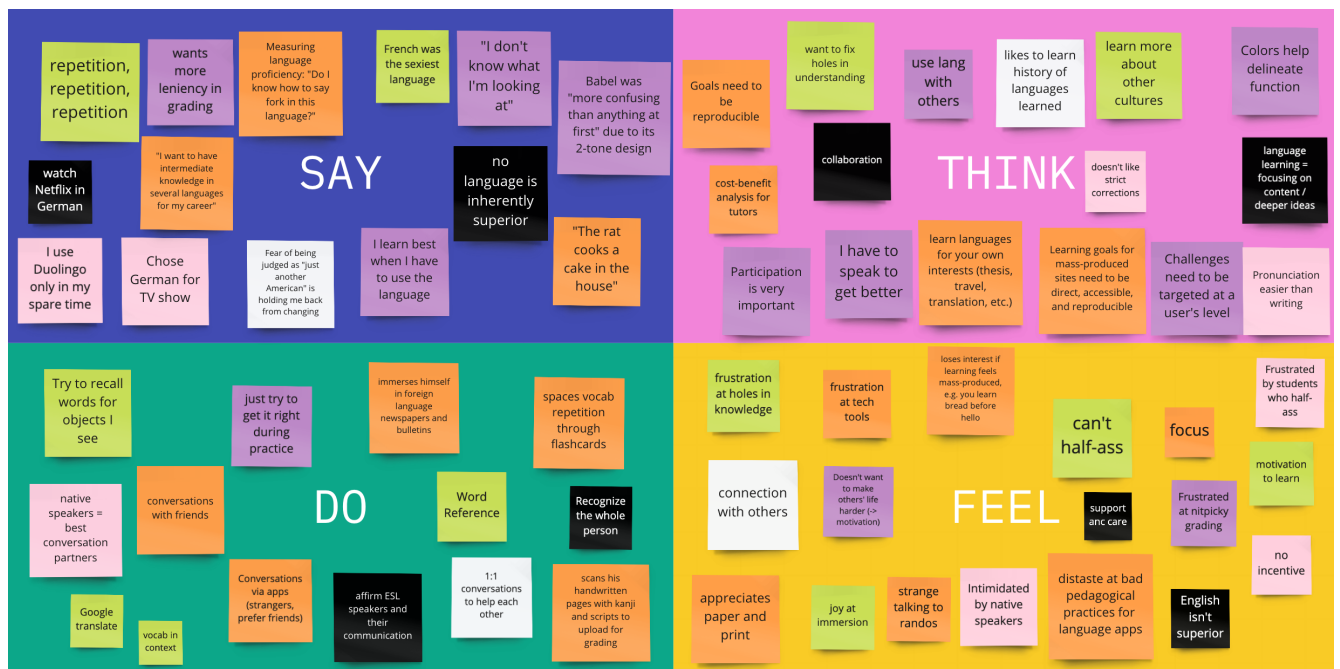 repetition,
repetition,
repetition
wants
more
leniency in
grading
Measuring
language
proficiency: "Do I
know how to say
fork in this
language?"
French was
the sexiest
language
"I don't
know what
I'm looking
at"
Babel was
"more confusing
than anything at
first" due to its
2-tone design
watch
Netflix in
German
"I want to have
intermediate
knowledge in
several languages
for my career"
SAY
no
language is
inherently
superior
I use
Duolingo
only in my
spare time
Chose
German for
TV show
Fear of being
judged as "just
another
American" is
holding me back
from changing
I learn best
when I have
to use the
language
"The rat
cooks a
cake in the
house"
Goals need to
be
reproducible
want to fix
holes in
understanding
use lang
with
others
likes to learn
history of
languages
learned
learn more
about
other
cultures
Colors help
delineate
function
cost-benefit
analysis for
tutors
collaboration
THINK
doesn't like
strict
corrections
language
learning =
focusing on
content /
deeper ideas
Participation
is very
important
I have to
speak to
get better
learn languages
for your own
interests (thesis,
travel,
translation, etc.)
Learning goals for
mass-produced
sites need to be
direct, accessible,
and reproducible
Challenges
need to be
targeted at a
user's level
Pronunciation
easier than
writing
Try to recall
words for
objects I
see
just try to
get it right
during
practice
immerses himself
in foreign
language
newspapers and
bulletins
spaces vocab
repetition
through
flashcards
native
speakers =
best
conversation
partners
conversations
with friends
DO
Word
Reference
Recognize
the whole
person
Google
translate
vocab in
context
Conversations
via apps
(strangers,
prefer friends)
affirm ESL
speakers and
their
communication
1:1
conversations
to help each
other
scans his
handwritten
pages with kanji
and scripts to
upload for
grading
frustration
at holes in
knowledge
frustration
at tech
tools
loses interest if
learning feels
mass-produced,
e.g. you learn
bread before
hello
can't
half-ass
focus
Frustrated
by students
who half-
ass
connection
with others
Doesn't want
to make
others' life
harder (->
motivation)
FEEL
support
anc care
Frustrated
at nitpicky
grading
motivation
to learn
no
incentive
appreciates
paper and
print
joy at
immersion
strange
talking to
randos
Intimidated
by native
speakers
distaste at bad
pedagogical
practices for
language apps
English
isn't
superior